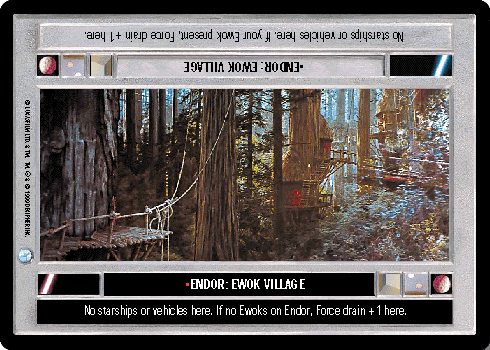 No starships or vehicles here. If your Ewok present, Force drain +1 here.
•ENDOR: EWOK VILLAGE
•ENDOR: EWOK VILLAGE
No starships or vehicles here. If no Ewoks on Endor, Force drain +1 here.